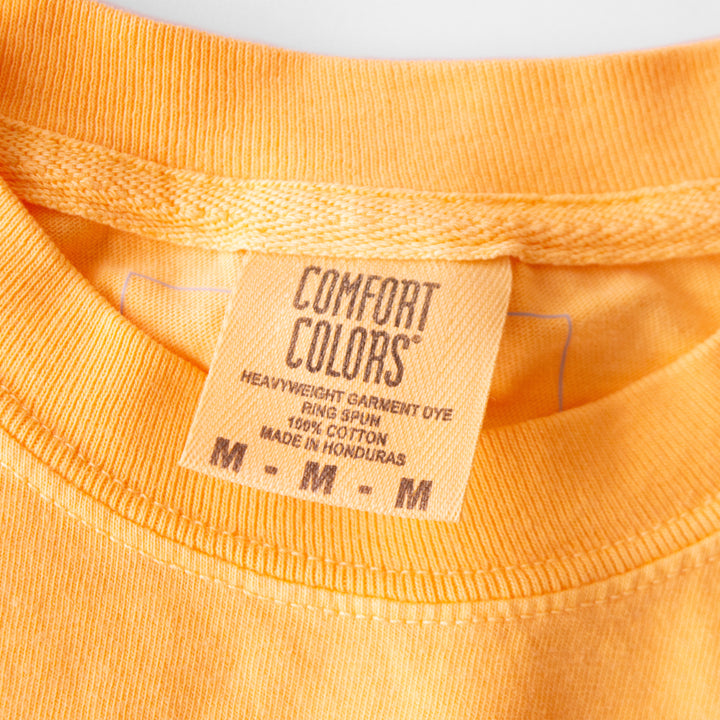 COMFORT
COLORS®
HEAVYWEIGHT GARMENT DYE
RING SPUN
100% COTTON
MADE IN HONDURAS
M - M - M